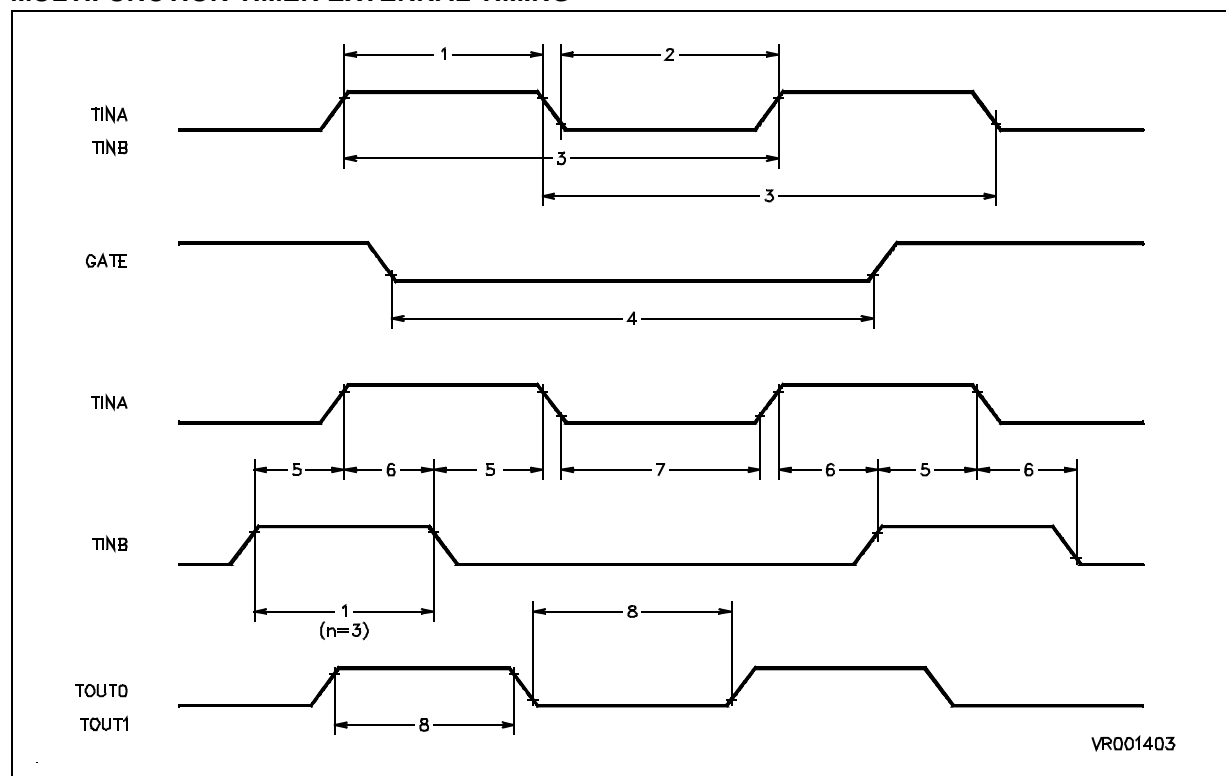 MULTIFUNCTION TIMER EXTERNAL TIMING
1
2
TINA
TINB
3
3
GATE
4
TINA
5
6
5
7
6
5
6
TINB
1
(n=3)
8
TOUT0
TOUT1
8
VR001403